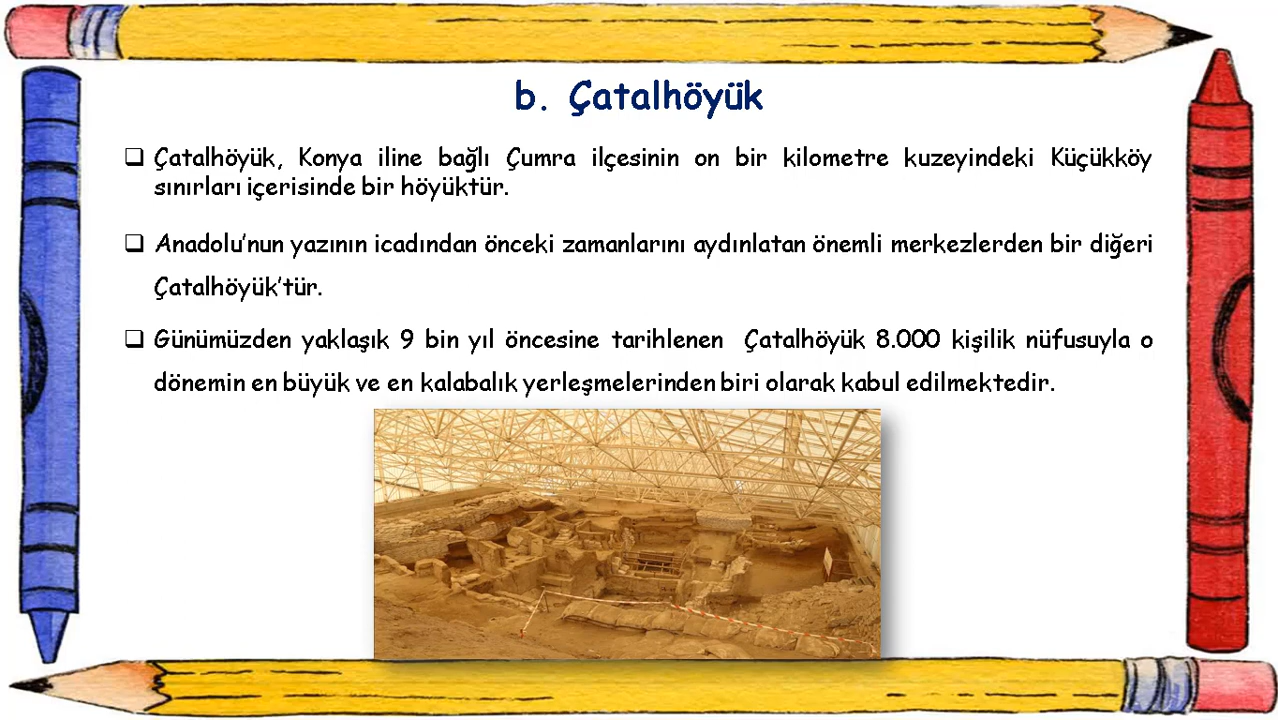 b. Çatalhöyük
❑ Çatalhöyük, Konya iline bağlı Çumra ilçesinin on bir kilometre kuzeyindeki Küçükköy
sınırları içerisinde bir höyüktür.
❑ Anadolu’nun yazının icadından önceki zamanlarını aydınlatan önemli merkezlerden bir diğeri
Çatalhöyük’tür.
❑ Günümüzden yaklaşık 9 bin yıl öncesine tarihlenen Çatalhöyük 8.000 kişilik nüfusuyla o
dönemin en büyük ve en kalabalık yerleşmelerinden biri olarak kabul edilmektedir.